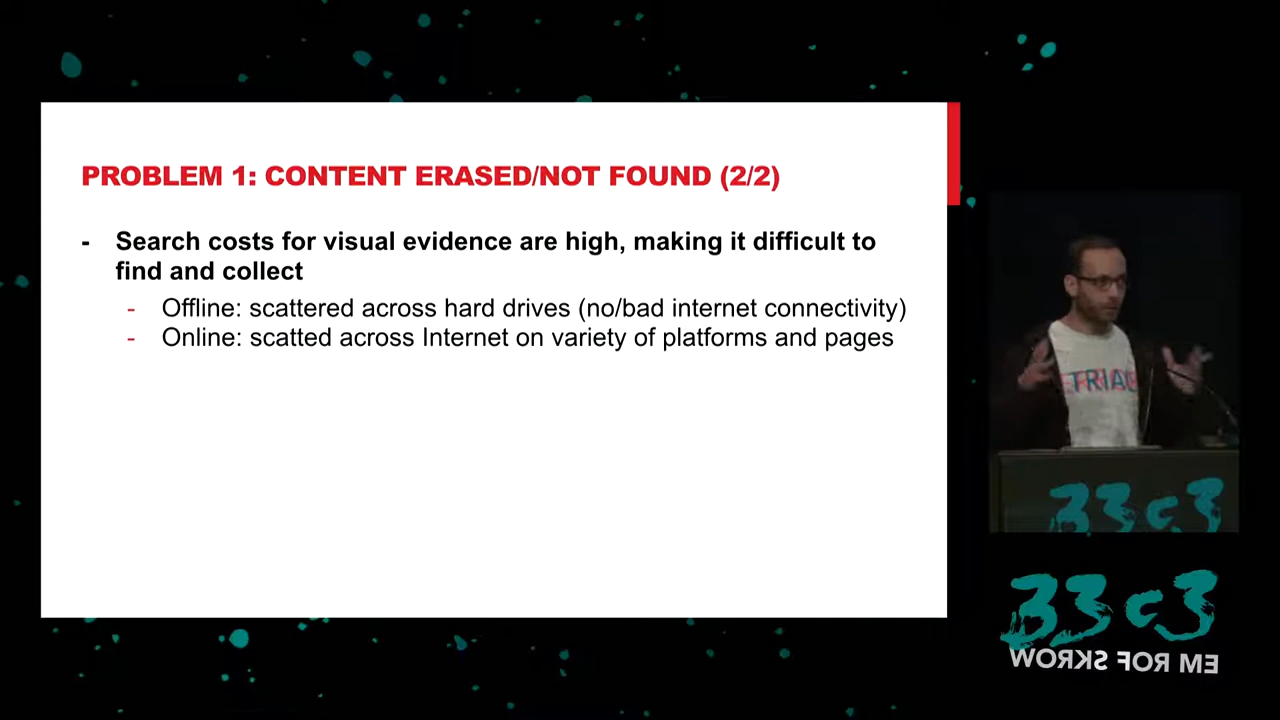 PROBLEM 1: CONTENT ERASED/NOT FOUND (2/2)
- Search costs for visual evidence are high, making it difficult to
find and collect
- Offline: scattered across hard drives (no/bad internet connectivity)
- Online: scatted across Internet on variety of platforms and pages
33c3
33c3
WORKS FOR ME